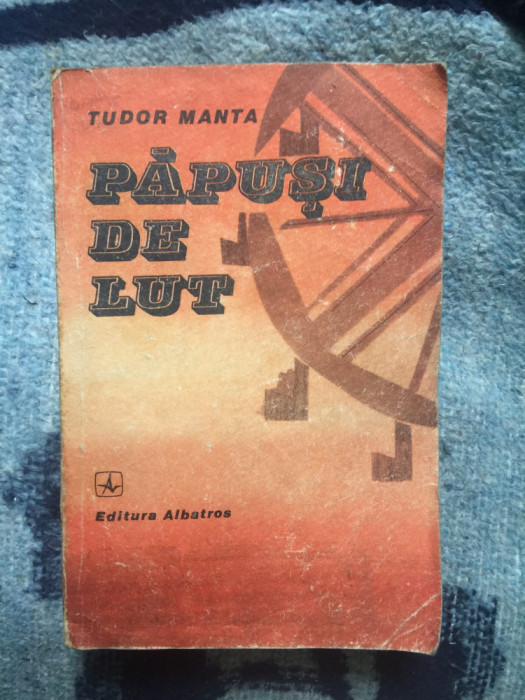 TUDOR MANTA
PĂPUȘI
DE
LUT
Editura Albatros